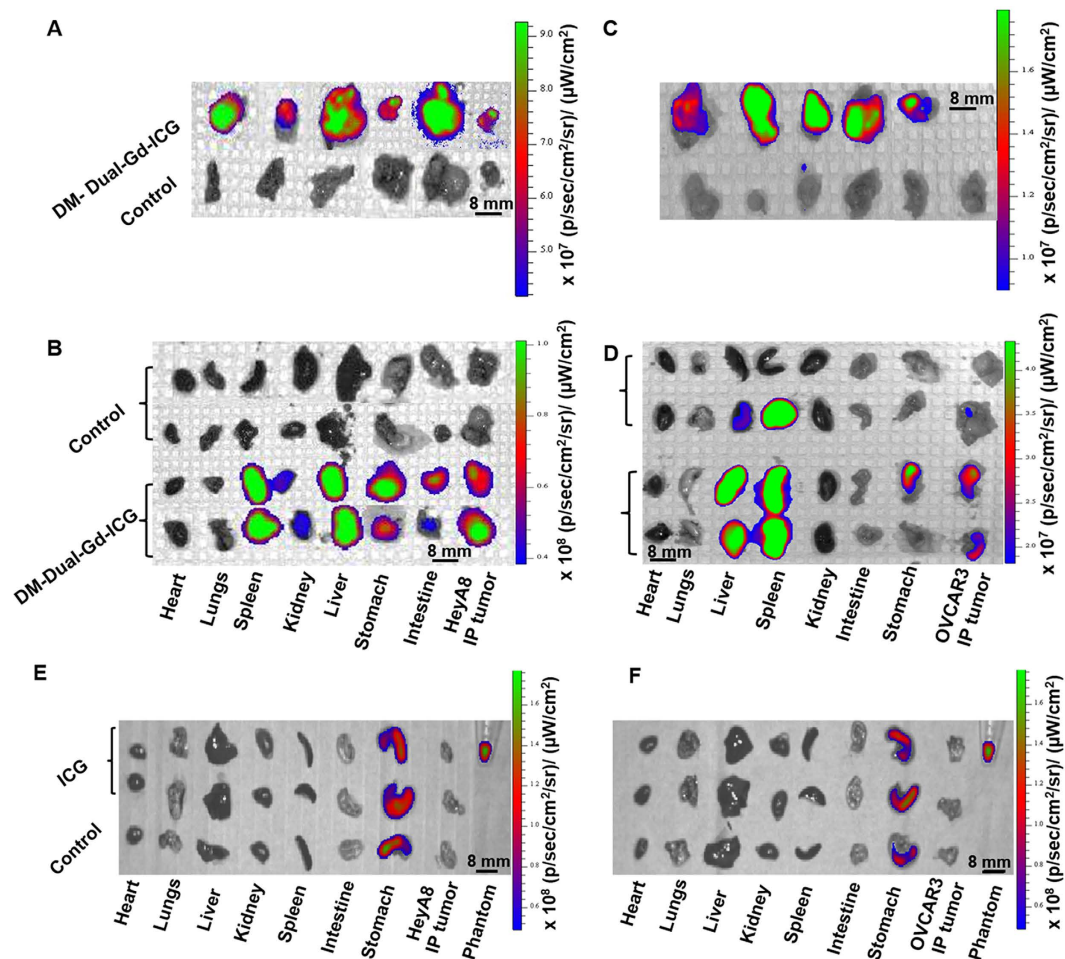 A
9.0
8.0
7.0
6.0
5.0
x 10⁷ (p/sec/cm²/sr)/ (µW/cm²)
DM- Dual-Gd-ICG
Control
8 mm
C
1.6
1.4
1.2
1.0
x 10⁷ (p/sec/cm²/sr)/ (µW/cm²)
8 mm
B
1.0
0.8
0.6
0.4
x 10⁸ (p/sec/cm²/sr)/ (µW/cm²)
Control
DM-Dual-Gd-ICG
8 mm
Heart
Lungs
Spleen
Kidney
Liver
Stomach
Intestine
HeyA8
IP tumor
D
4.0
3.5
3.0
2.5
2.0
x 10⁷ (p/sec/cm²/sr)/ (µW/cm²)
8 mm
Heart
Lungs
Liver
Spleen
Kidney
Intestine
Stomach
OVCAR3
IP tumor
E
1.6
1.4
1.2
1.0
0.8
0.6
x 10⁸ (p/sec/cm²/sr)/ (µW/cm²)
ICG
Control
8 mm
Heart
Lungs
Liver
Kidney
Spleen
Intestine
Stomach
HeyA8
IP tumor
Phantom
F
1.6
1.4
1.2
1.0
0.8
0.6
x 10⁸ (p/sec/cm²/sr)/ (µW/cm²)
8 mm
Heart
Lungs
Liver
Kidney
Spleen
Intestine
Stomach
OVCAR3
IP tumor
Phantom